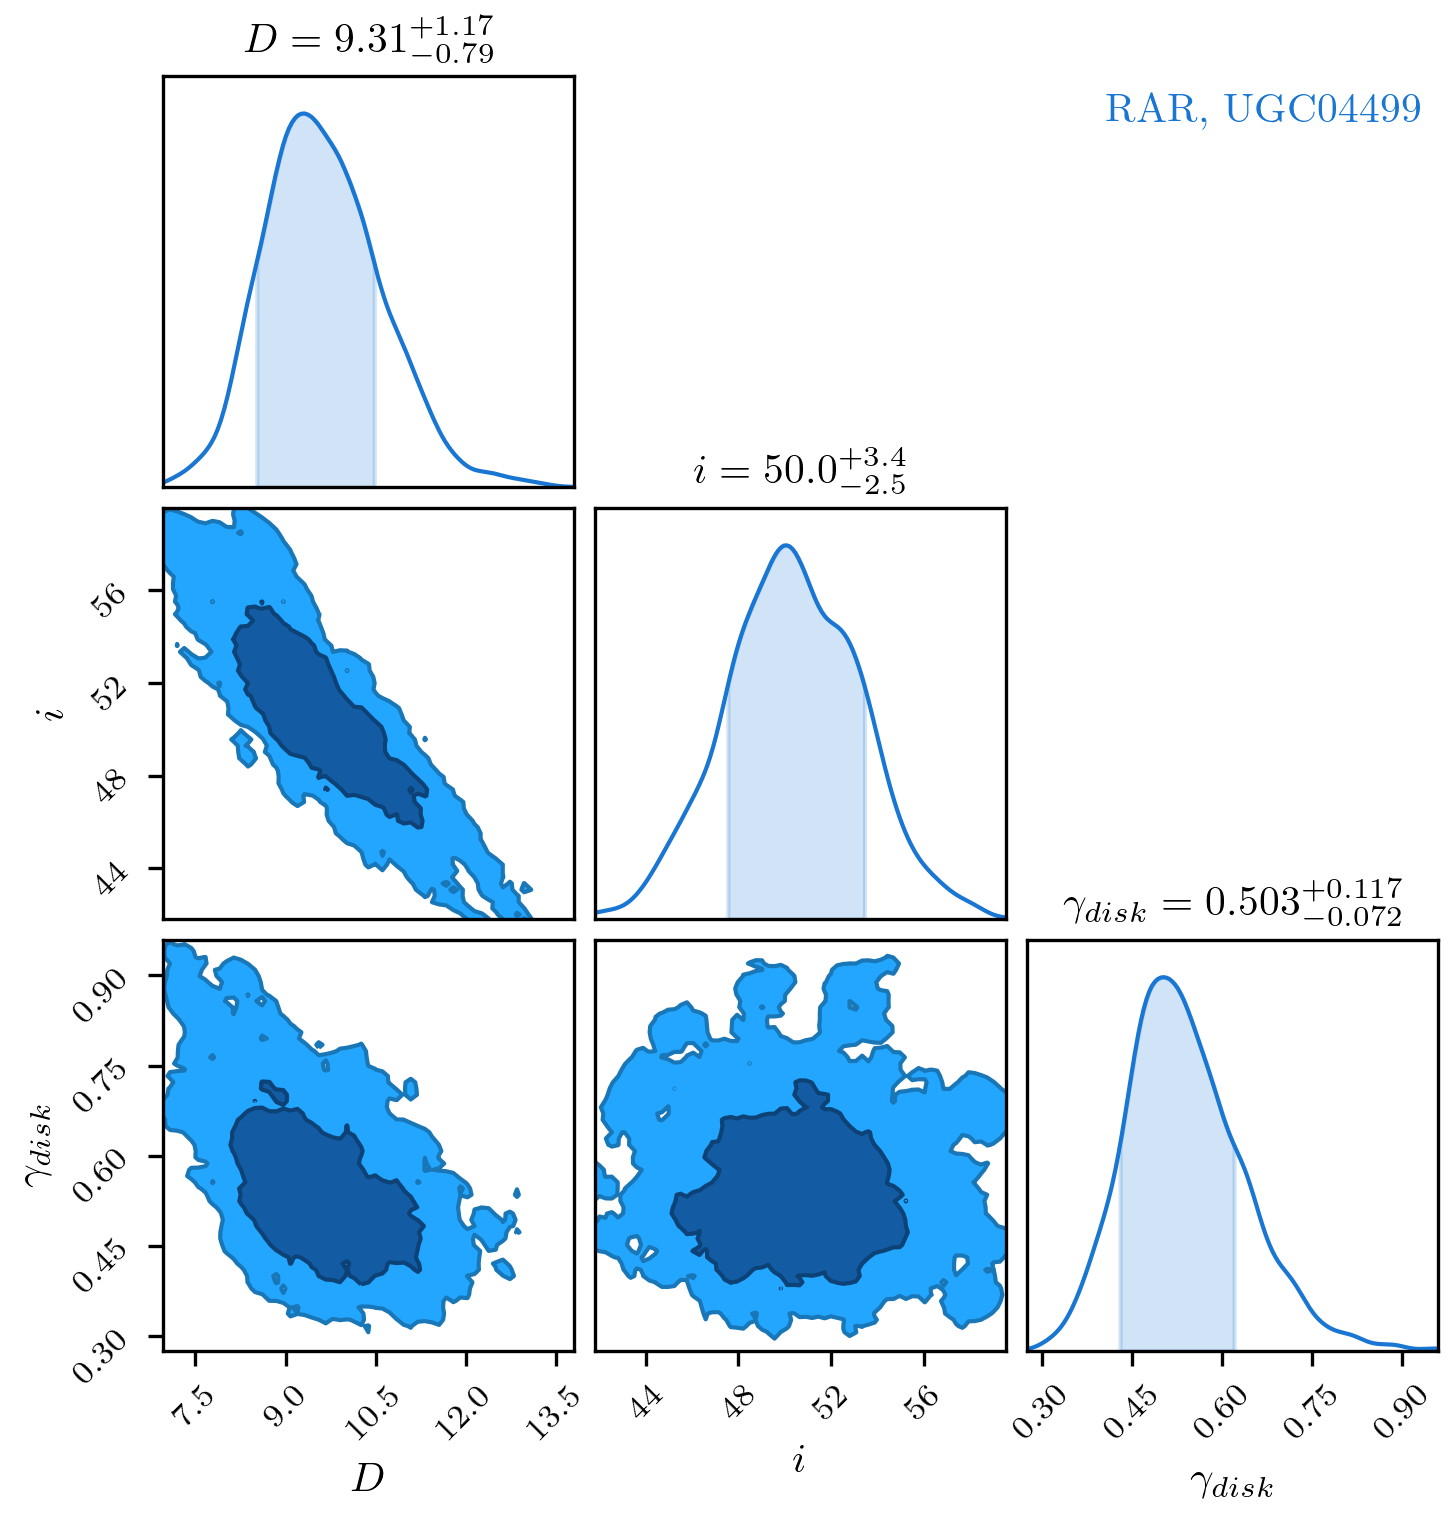 D = 9.31^{+1.17}_{-0.79}
RAR, UGC04499
i = 50.0^{+3.4}_{-2.5}
56
52
48
44
i
γ_{disk} = 0.503^{+0.117}_{-0.072}
0.90
0.75
0.60
0.45
0.30
γ_{disk}
7.5 9.0 10.5 12.0 13.5
44 48 52 56
0.30 0.45 0.60 0.75 0.90
D
i
γ_{disk}